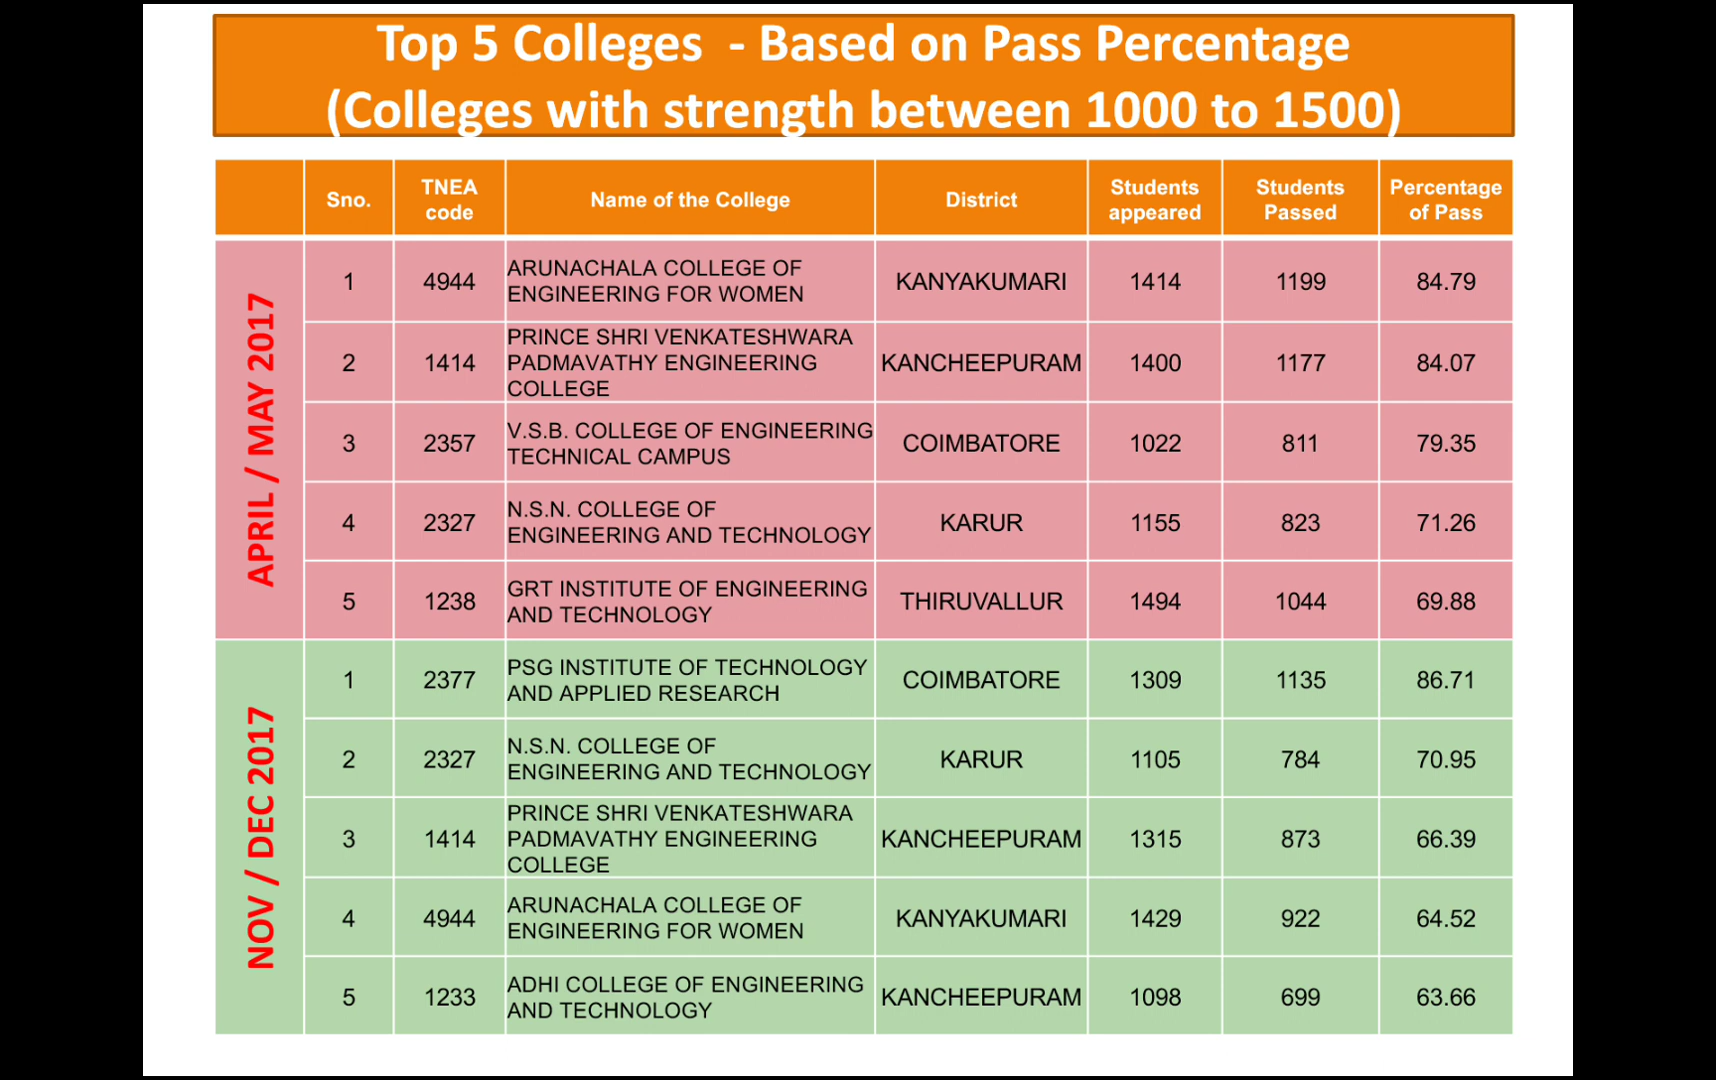 Top 5 Colleges - Based on Pass Percentage
(Colleges with strength between 1000 to 1500)
Sno. TNEA code Name of the College District Students appeared Students Passed Percentage of Pass
APRIL / MAY 2017
1 4944 ARUNACHALA COLLEGE OF ENGINEERING FOR WOMEN KANYAKUMARI 1414 1199 84.79
2 1414 PRINCE SHRI VENKATESHWARA PADMAVATHY ENGINEERING COLLEGE KANCHEEPURAM 1400 1177 84.07
3 2357 V.S.B. COLLEGE OF ENGINEERING TECHNICAL CAMPUS COIMBATORE 1022 811 79.35
4 2327 N.S.N. COLLEGE OF ENGINEERING AND TECHNOLOGY KARUR 1155 823 71.26
5 1238 GRT INSTITUTE OF ENGINEERING AND TECHNOLOGY THIRUVALLUR 1494 1044 69.88
NOV / DEC 2017
1 2377 PSG INSTITUTE OF TECHNOLOGY AND APPLIED RESEARCH COIMBATORE 1309 1135 86.71
2 2327 N.S.N. COLLEGE OF ENGINEERING AND TECHNOLOGY KARUR 1105 784 70.95
3 1414 PRINCE SHRI VENKATESHWARA PADMAVATHY ENGINEERING COLLEGE KANCHEEPURAM 1315 873 66.39
4 4944 ARUNACHALA COLLEGE OF ENGINEERING FOR WOMEN KANYAKUMARI 1429 922 64.52
5 1233 ADHI COLLEGE OF ENGINEERING AND TECHNOLOGY KANCHEEPURAM 1098 699 63.66